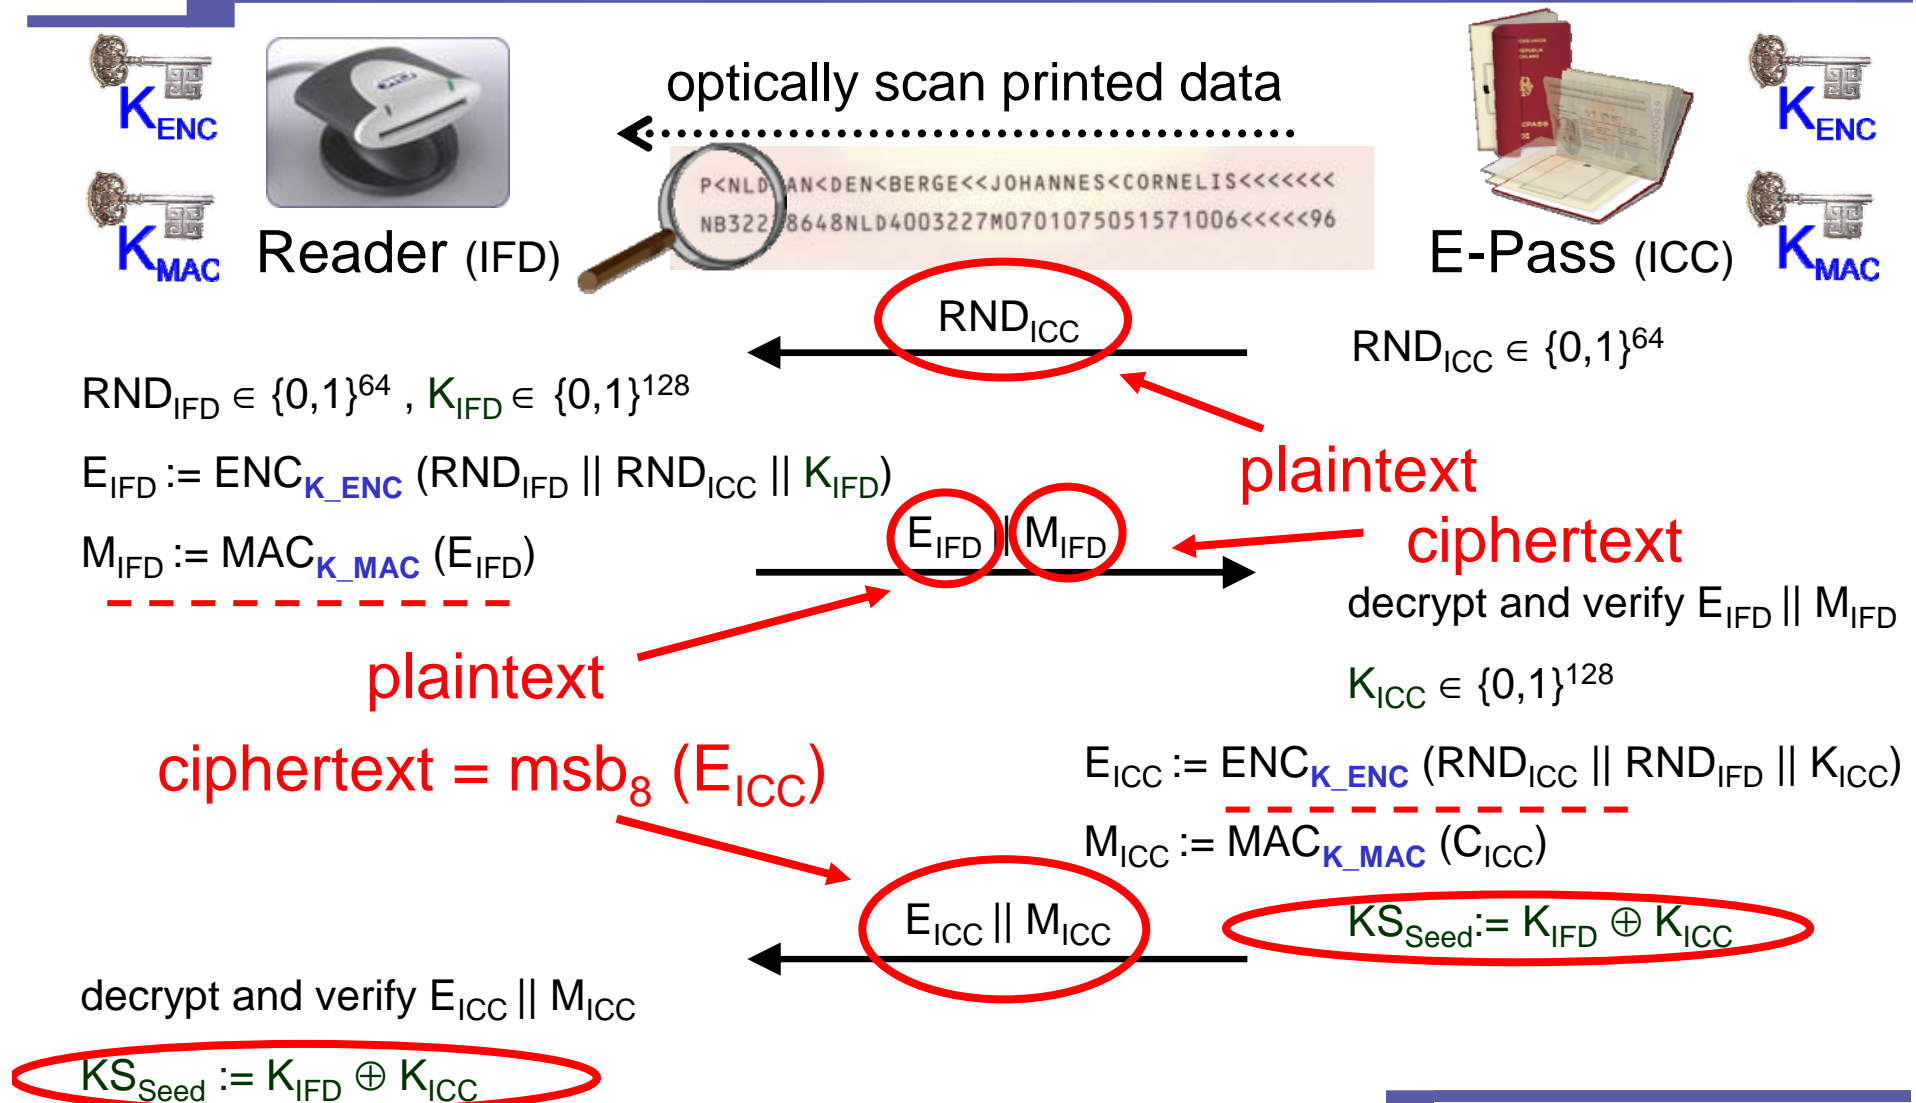 K_ENC
K_MAC
optically scan printed data
P<NLD AN<DEN<BERGE<<JOHANNES<CORNELIS<<<<<<<
NB322 8648NLD4003227M0701075051571006<<<<<96
Reader (IFD)
E-Pass (ICC)
K_ENC
K_MAC
RND_ICC
RND_ICC ∈ {0,1}^64
RND_IFD ∈ {0,1}^64 , K_IFD ∈ {0,1}^128
plaintext
E_IFD := ENC_K_ENC (RND_IFD || RND_ICC || K_IFD)
M_IFD := MAC_K_MAC (E_IFD)
E_IFD || M_IFD
ciphertext
decrypt and verify E_IFD || M_IFD
plaintext
K_ICC ∈ {0,1}^128
ciphertext = msb_8 (E_ICC)
E_ICC := ENC_K_ENC (RND_ICC || RND_IFD || K_ICC)
M_ICC := MAC_K_MAC (C_ICC)
E_ICC || M_ICC
KS_Seed := K_IFD ⊕ K_ICC
decrypt and verify E_ICC || M_ICC
KS_Seed := K_IFD ⊕ K_ICC